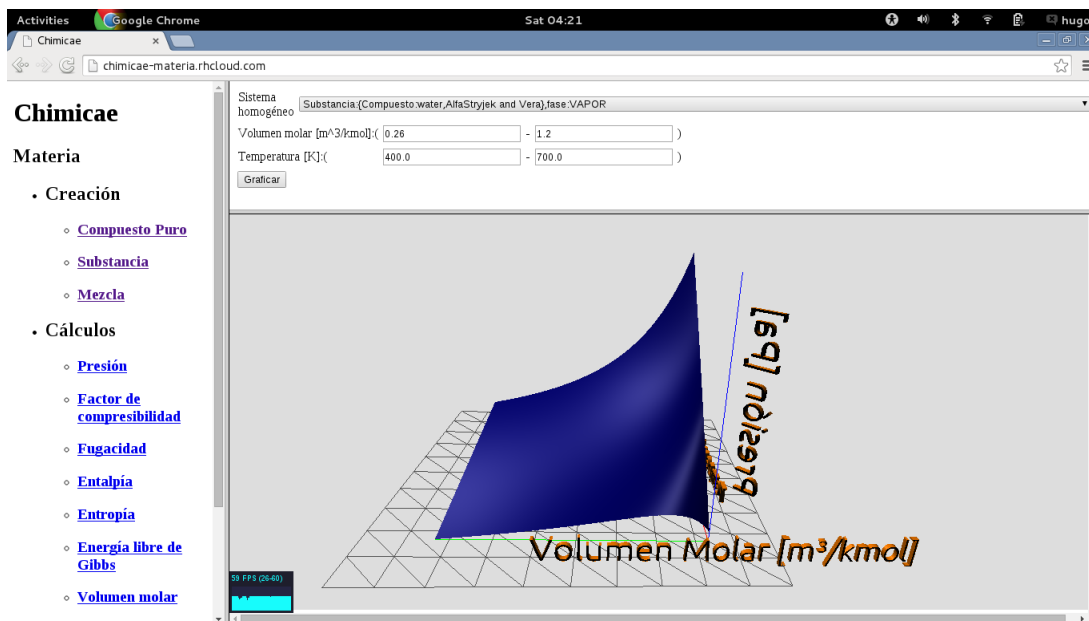 Activities Google Chrome Sat 04:21 hugo
Chimicae ×
chimicae-materia.rhcloud.com
Chimicae
Materia
Creación
Compuesto Puro
Substancia
Mezcla
Cálculos
Presión
Factor de
compresibilidad
Fugacidad
Entalpía
Entropía
Energía libre de
Gibbs
Volumen molar
Sistema
homogéneo
Substancia:{Compuesto:water,AlfaStryjek and Vera},fase:VAPOR
Volumen molar [m^3/kmol]:( 0.26 - 1.2 )
Temperatura [K]:( 400.0 - 700.0 )
Graficar
Presión [Pa]
Volumen Molar [m³/kmol]
59 FPS (26-60)